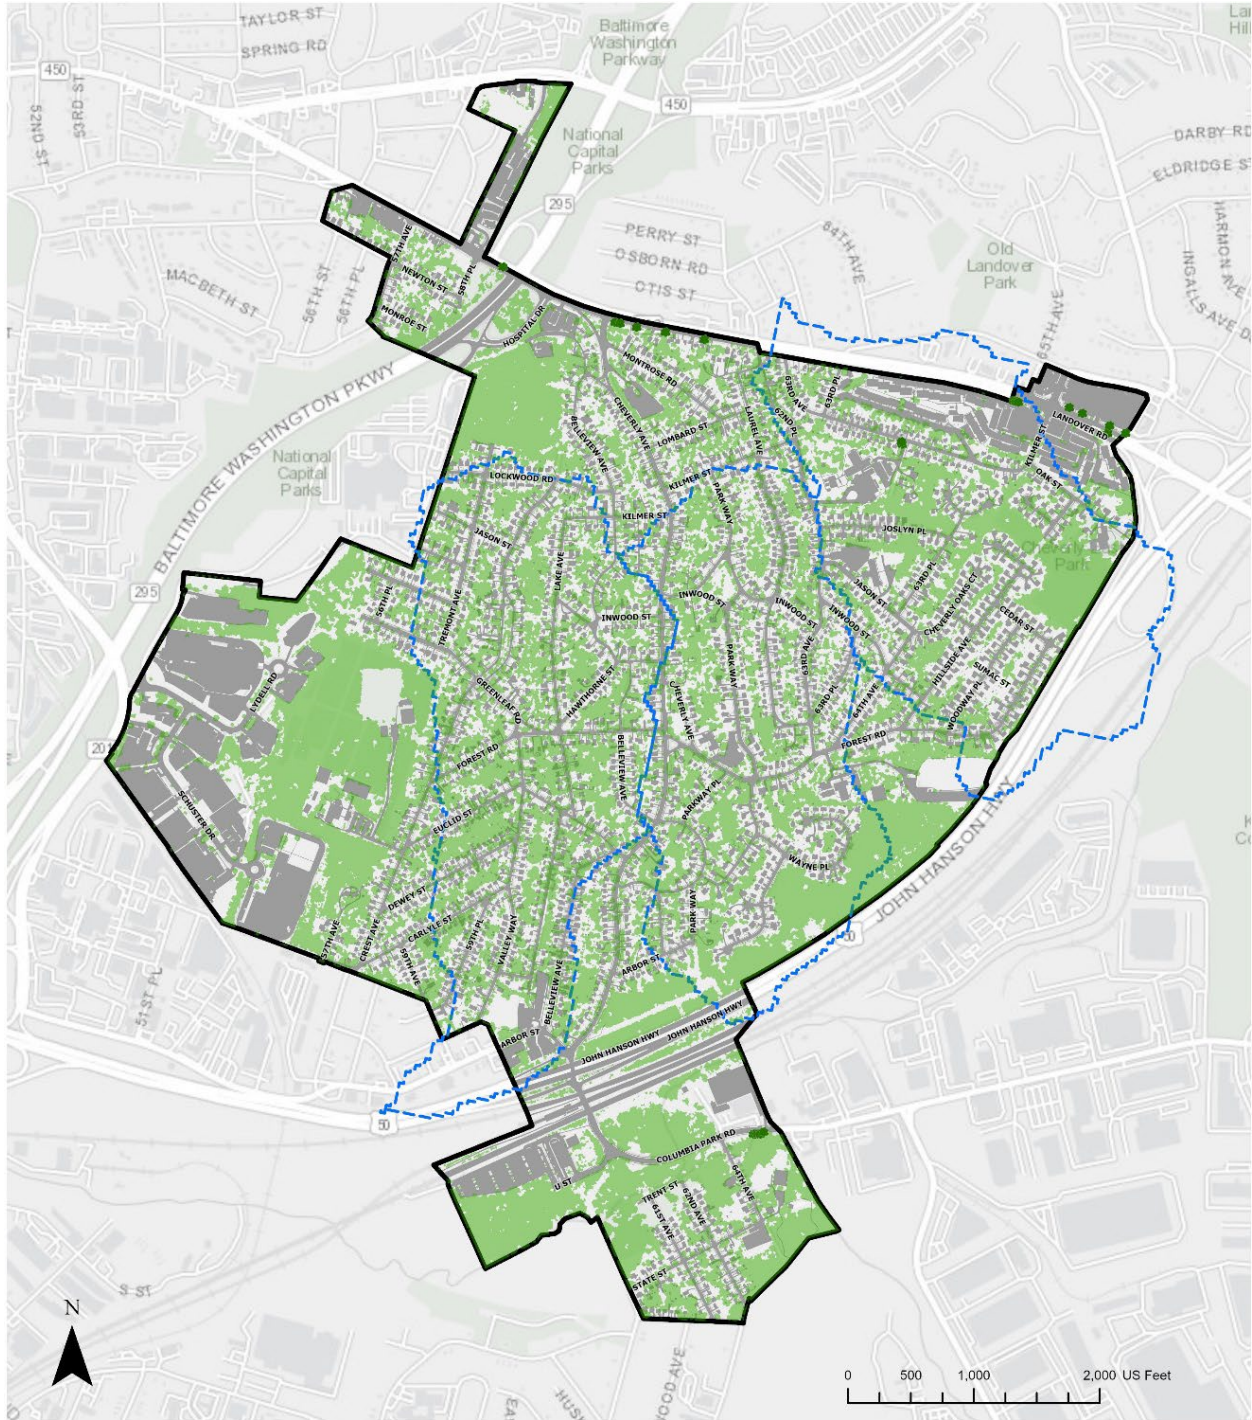 TAYLOR ST
SPRING RD
Baltimore
Washington
Parkway
450
53RD ST
52ND ST
450
National
Capital
Parks
DARBY RD
ELDRIDGE ST
295
PERRY ST
OSBORN RD
OTIS ST
64TH AVE
Old
Landover
Park
HARMON AVE
INGALLS AVE
65TH AVE
MACBETH ST
56TH ST
56TH PL
57TH AVE
NEWTON ST
58TH PL
MONROE ST
HOSPITAL DR
BALTIMORE WASHINGTON PKWY
National
Capital
Parks
MONTROSE RD
CHEVERLY AVE
BELLEVIEW AVE
LOMBARD ST
LAUREL AVE
62ND PL
63RD AVE
63RD PL
LANDOVER RD
KILMER ST
OAK ST
LOCKWOOD RD
KILMER ST
PARK WAY
KILMER ST
JASON ST
LAKE AVE
JOSLYN PL
Cheverly
Park
63RD PL
JASON ST
CHEVERLY OAKS CT
CEDAR ST
SUMAC ST
HILLSIDE AVE
WOODWAY PL
295
58TH PL
TREMONT AVE
INWOOD ST
INWOOD ST
INWOOD ST
INWOOD ST
63RD AVE
63RD PL
64TH AVE
PARK WAY
HAWTHORNE ST
GREENLEAF RD
CHEVERLY AVE
LYDELL RD
201
FOREST RD
FOREST RD
BELLEVIEW AVE
PARKWAY PL
SCHUSTER DR
EUCLID ST
WAYNE PL
JOHN HANSON HWY
DEWEY ST
CARLYLE ST
PARK WAY
57TH AVE
CREST AVE
59TH AVE
59TH PL
VALLEY WAY
ARBOR ST
BELLEVIEW AVE
50
51ST PL
ARBOR ST
JOHN HANSON HWY
JOHN HANSON HWY
50
COLUMBIA PARK RD
U ST
TRENT ST
64TH AVE
61ST AVE
62ND AVE
STATE ST
S ST
N
0 500 1,000 2,000 US Feet